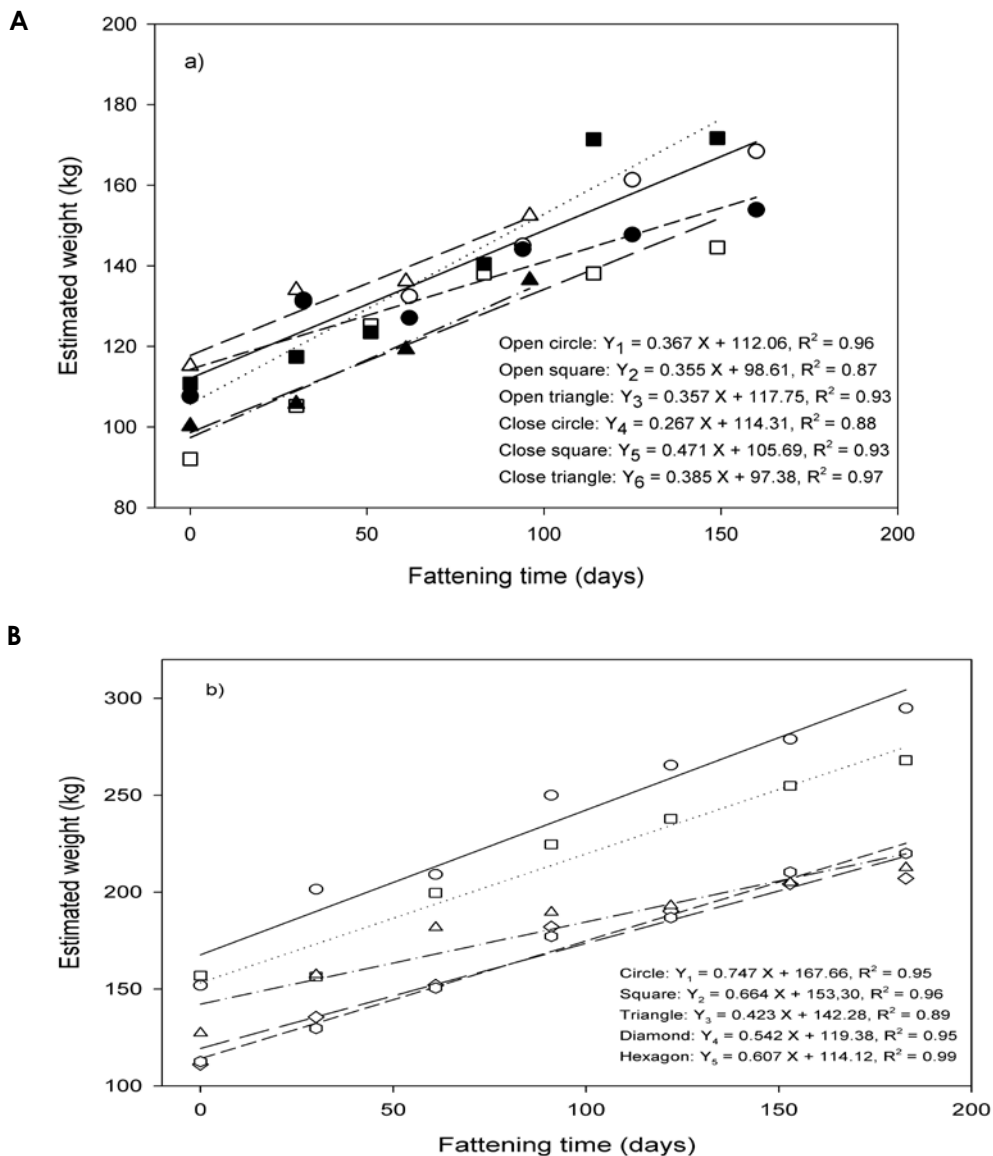 A
a)
200
180
160
140
120
100
80
Estimated weight (kg)
Open circle: Y1 = 0.367 X + 112.06, R² = 0.96
Open square: Y2 = 0.355 X + 98.61, R² = 0.87
Open triangle: Y3 = 0.357 X + 117.75, R² = 0.93
Close circle: Y4 = 0.267 X + 114.31, R² = 0.88
Close square: Y5 = 0.471 X + 105.69, R² = 0.93
Close triangle: Y6 = 0.385 X + 97.38, R² = 0.97
0 50 100 150 200
Fattening time (days)
B
b)
300
250
200
150
100
Estimated weight (kg)
Circle: Y1 = 0.747 X + 167.66, R² = 0.95
Square: Y2 = 0.664 X + 153,30, R² = 0.96
Triangle: Y3 = 0.423 X + 142.28, R² = 0.89
Diamond: Y4 = 0.542 X + 119.38, R² = 0.95
Hexagon: Y5 = 0.607 X + 114.12, R² = 0.99
0 50 100 150 200
Fattening time (days)